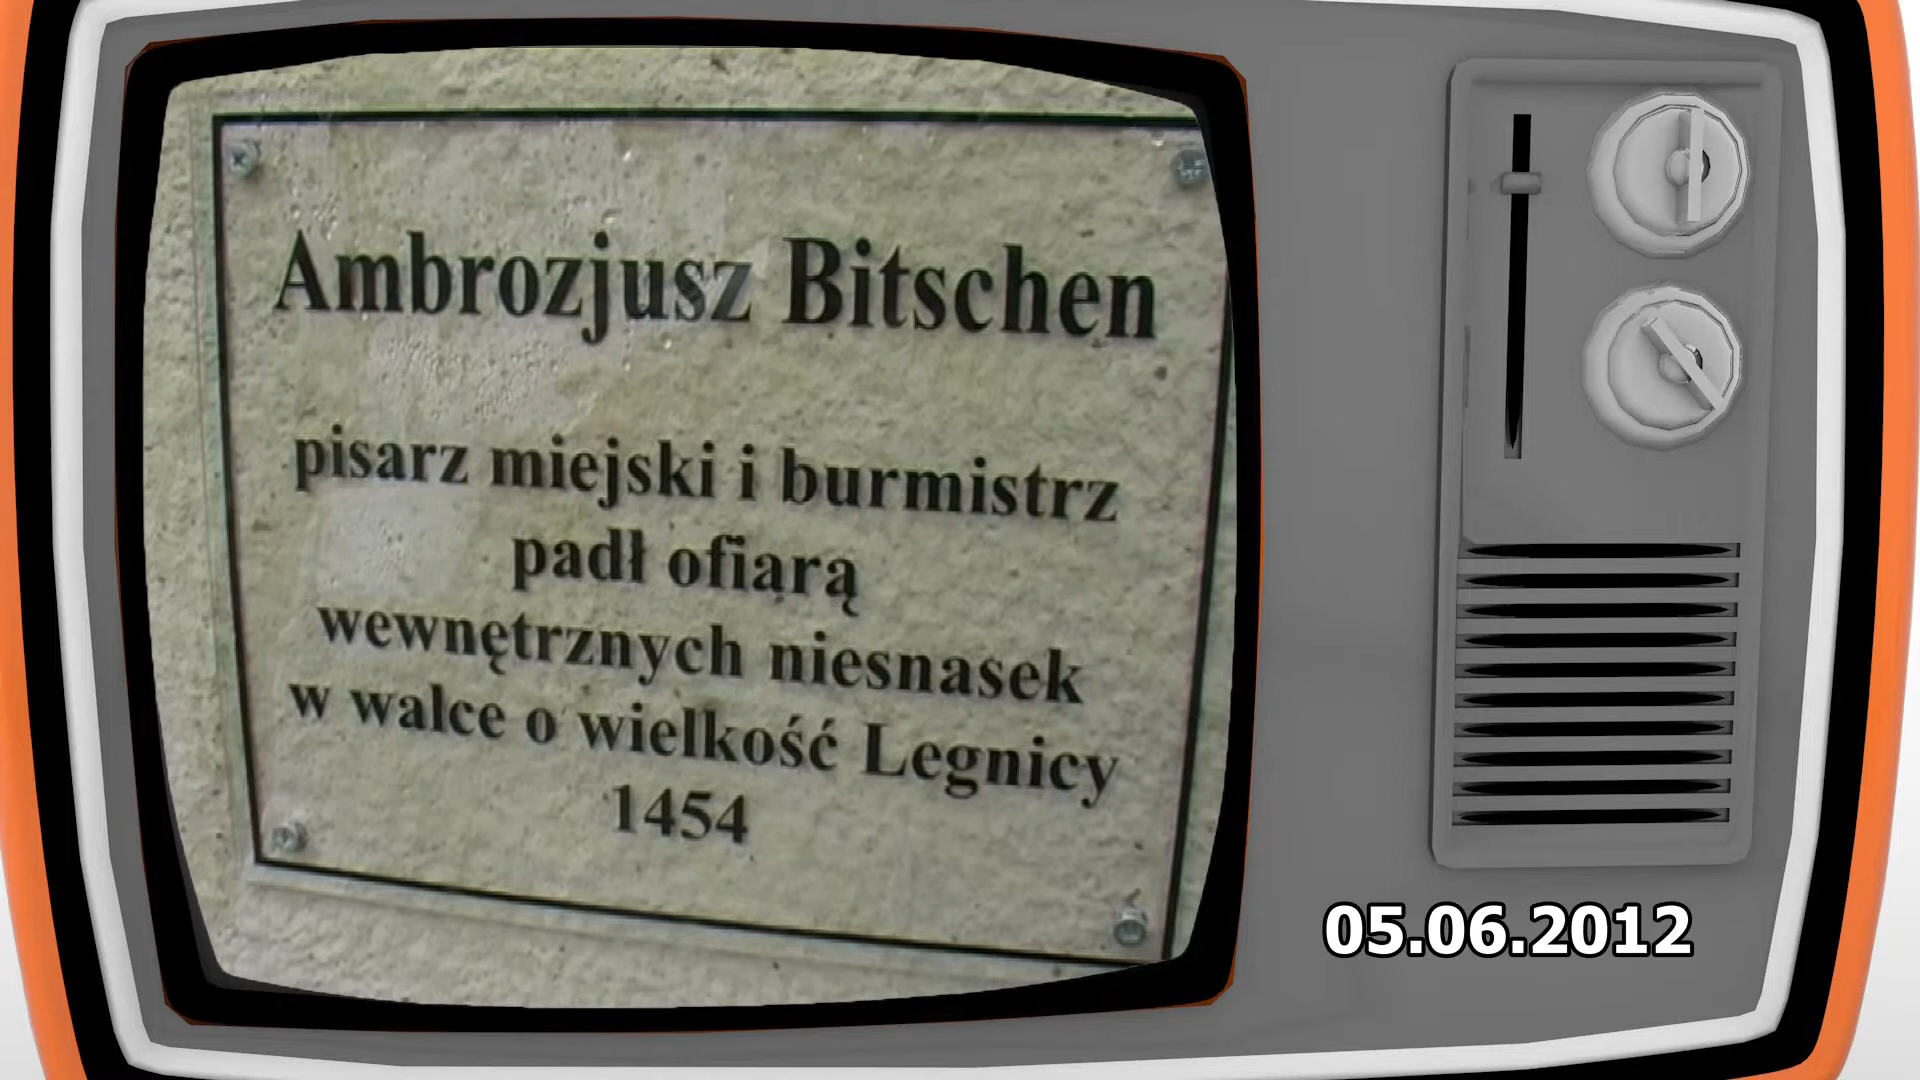 Ambrozjusz Bitschen
pisarz miejski i burmistrz
padł ofiarą
wewnętrznych niesnasek
w walce o wielkość Legnicy
1454
05.06.2012